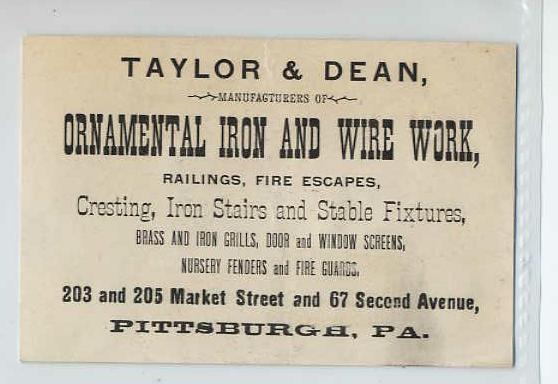 TAYLOR & DEAN,
MANUFACTURERS OF
ORNAMENTAL IRON AND WIRE WORK,
RAILINGS, FIRE ESCAPES,
Cresting, Iron Stairs and Stable Fixtures,
BRASS AND IRON GRILLS, DOOR and WINDOW SCREENS,
NURSERY FENDERS and FIRE GUARDS.
203 and 205 Market Street and 67 Second Avenue,
PITTSBURGH, PA.